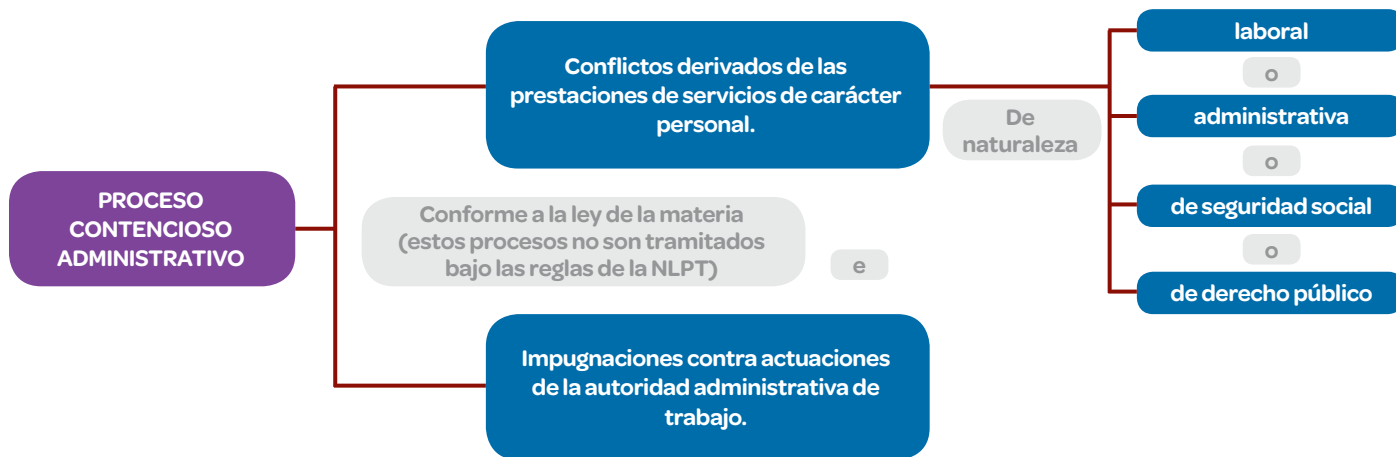 PROCESO
CONTENCIOSO
ADMINISTRATIVO
Conflictos derivados de las
prestaciones de servicios de carácter
personal.
De
naturaleza
laboral
o
administrativa
o
de seguridad social
o
de derecho público
Conforme a la ley de la materia
(estos procesos no son tramitados
bajo las reglas de la NLPT)
e
Impugnaciones contra actuaciones
de la autoridad administrativa de
trabajo.